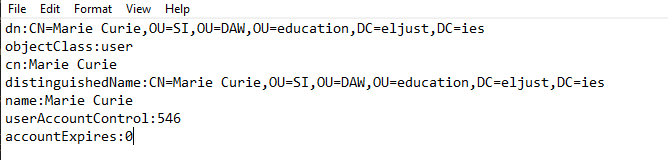 File Edit Format View Help
dn:CN=Marie Curie,OU=SI,OU=DAW,OU=education,DC=eljust,DC=ies
objectClass:user
cn:Marie Curie
distinguishedName:CN=Marie Curie,OU=SI,OU=DAW,OU=education,DC=eljust,DC=ies
name:Marie Curie
userAccountControl:546
accountExpires:0